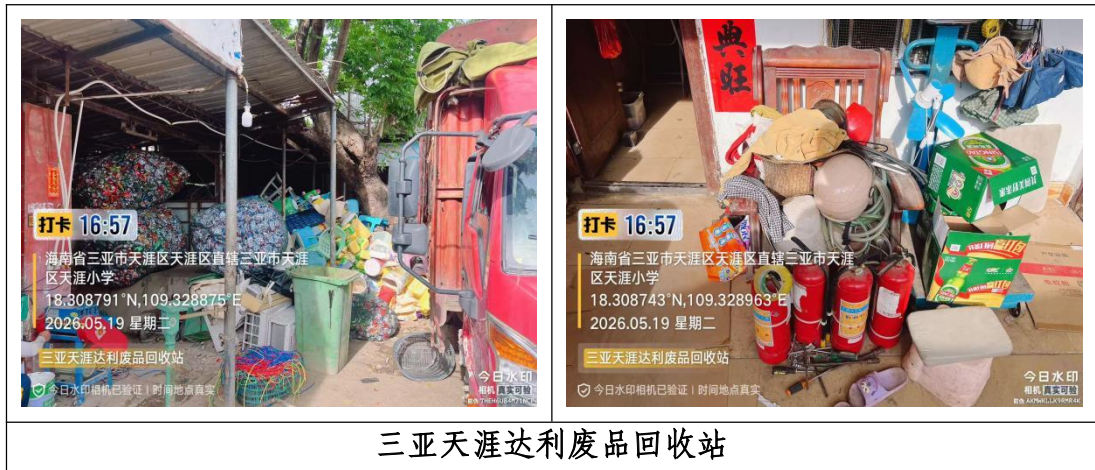 打卡 16:57
海南省三亚市天涯区天涯区直辖三亚市天涯
区天涯小学
18.308791°N,109.328875°E
2026.05.19 星期二
三亚天涯达利废品回收站
今日水印相机已验证 | 时间地点真实
今日水印
相机 真实可验
典旺
打卡 16:57
海南省三亚市天涯区天涯区直辖三亚市天涯
区天涯小学
18.308743°N,109.328963°E
2026.05.19 星期二
三亚天涯达利废品回收站
今日水印相机已验证 | 时间地点真实
今日水印
相机 真实可验
三亚天涯达利废品回收站